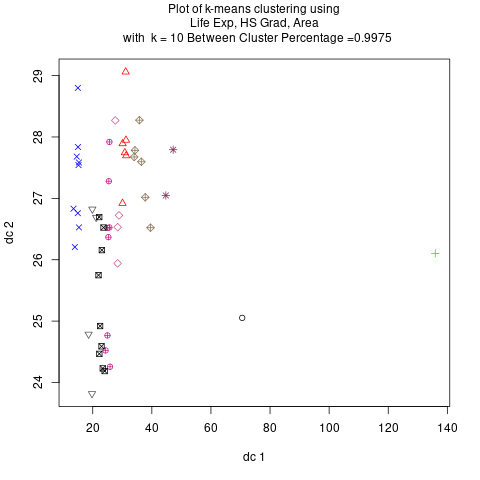 Plot of k-means clustering using
Life Exp, HS Grad, Area
with  k = 10 Between Cluster Percentage =0.9975
29
28
27
26
25
24
dc 2
20
40
60
80
100
120
140
dc 1